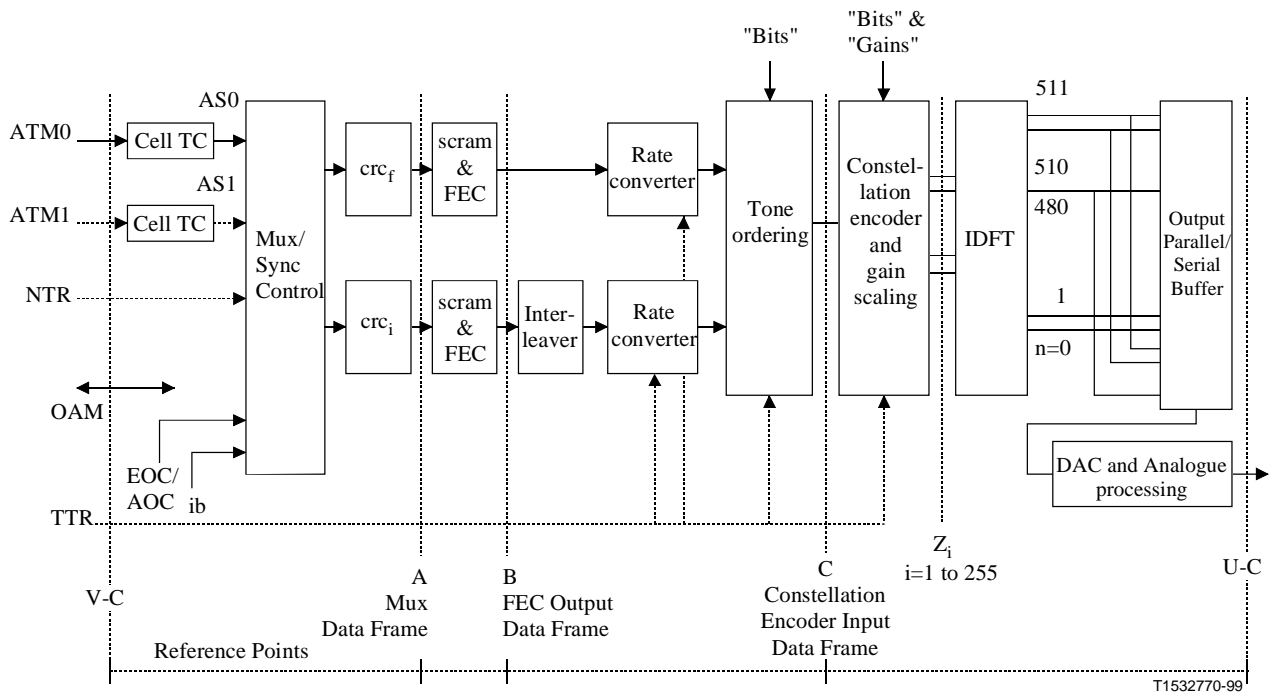 "Bits"
"Bits" &
"Gains"
AS0
ATM0
Cell TC
AS1
ATM1
Cell TC
NTR
OAM
EOC/
AOC
ib
TTR
Mux/
Sync
Control
crcf
crci
scram
&
FEC
scram
&
FEC
Inter-
leaver
Rate
converter
Rate
converter
Tone
ordering
Constel-
lation
encoder
and
gain
scaling
IDFT
511
510
480
1
n=0
Output
Parallel/
Serial
Buffer
DAC and Analogue
processing
V-C
A
Mux
Data Frame
B
FEC Output
Data Frame
C
Constellation
Encoder Input
Data Frame
Zi
i=1 to 255
U-C
Reference Points
T1532770-99